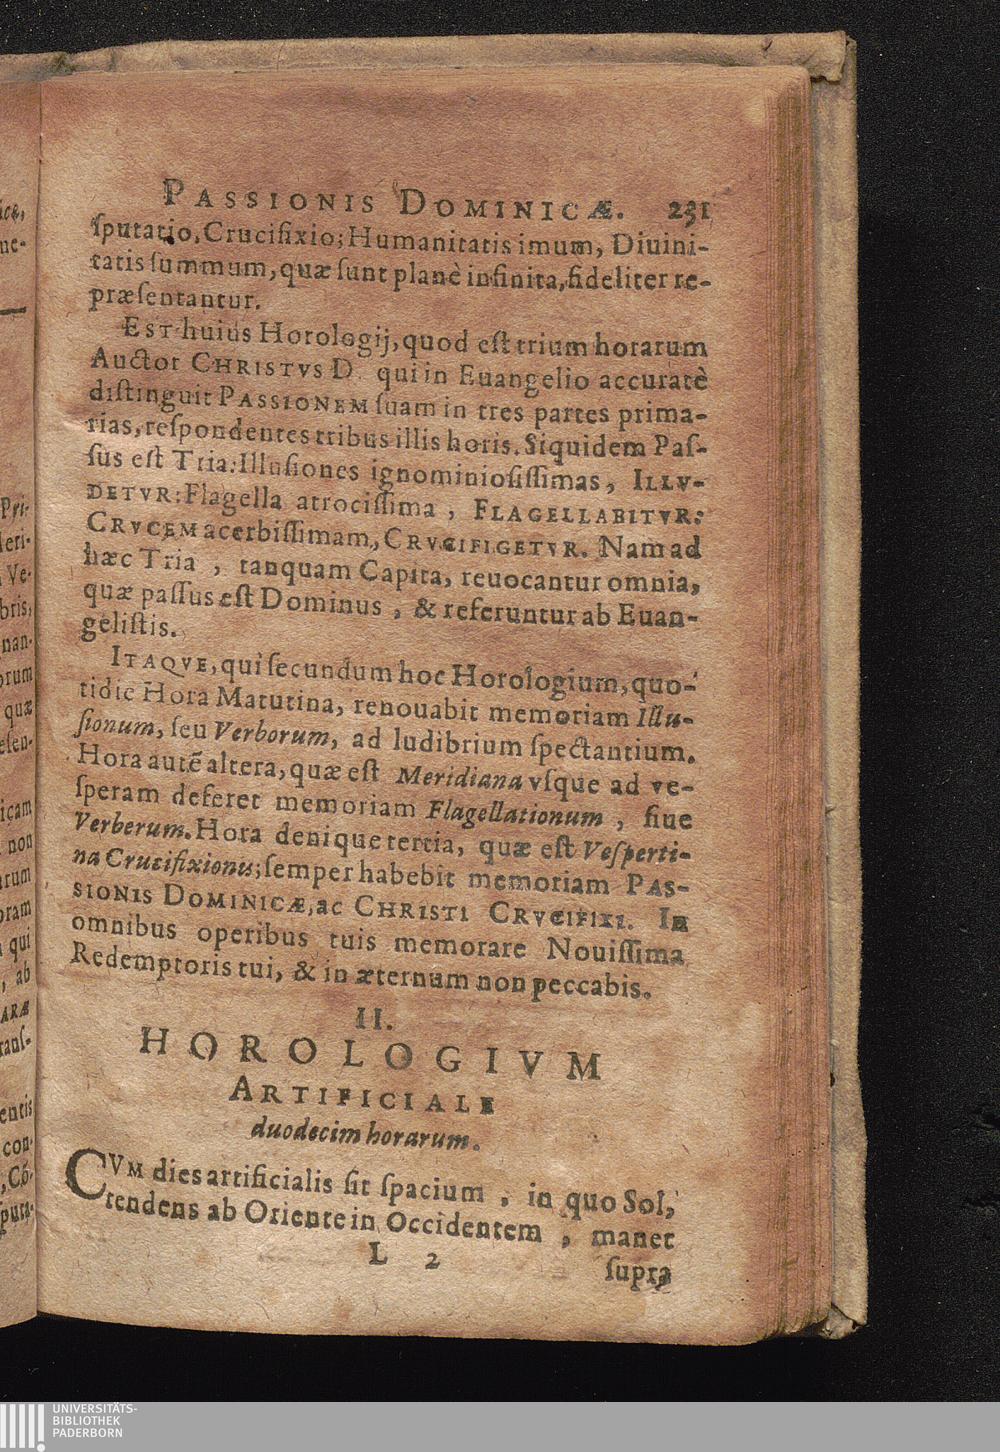 PASSIONIS DOMINICÆ. 231
ſputatio, Crucifixio; Humanitatis imum, Diuini-
tatis ſummum, quæ ſunt planè infinita, fideliter re-
præſentantur.
EST huius Horologij, quod eſt trium horarum
Auctor CHRISTVS D. qui in Euangelio accuratè
diſtinguit PASSIONEM ſuam in tres partes prima-
rias, reſpondentes tribus illis horis. Siquidem Paſ-
ſus eſt Tria: Illuſiones ignominioſiſſimas, ILLV-
DETVR: Flagella atrociſſima, FLAGELLABITVR:
CRVCEM acerbiſſimam, CRVCIFIGETVR. Nam ad
hæc Tria, tanquam Capita, reuocantur omnia,
quæ paſſus eſt Dominus, & referuntur ab Euan-
geliſtis.
ITAQVE, qui ſecundum hoc Horologium, quo-
tidie Hora Matutina, renouabit memoriam Illu-
ſionum, ſeu Verborum, ad ludibrium ſpectantium.
Hora autē altera, quæ eſt Meridiana vſque ad ve-
ſperam deferet memoriam Flagellationum, ſiue
Verberum. Hora denique tertia, quæ eſt Veſperti-
na Crucifixionis; ſemper habebit memoriam PAS-
SIONIS DOMINICÆ, ac CHRISTI CRVCIFIXI. In
omnibus operibus tuis memorare Nouiſſima
Redemptoris tui, & in æternum non peccabis.
II.
HOROLOGIVM
ARTIFICIALE
duodecim horarum.
CVM dies artificialis ſit ſpacium, in quo Sol,
tendens ab Oriente in Occidentem, manet
L 2
ſupra
UNIVERSITÄTS-
BIBLIOTHEK
PADERBORN